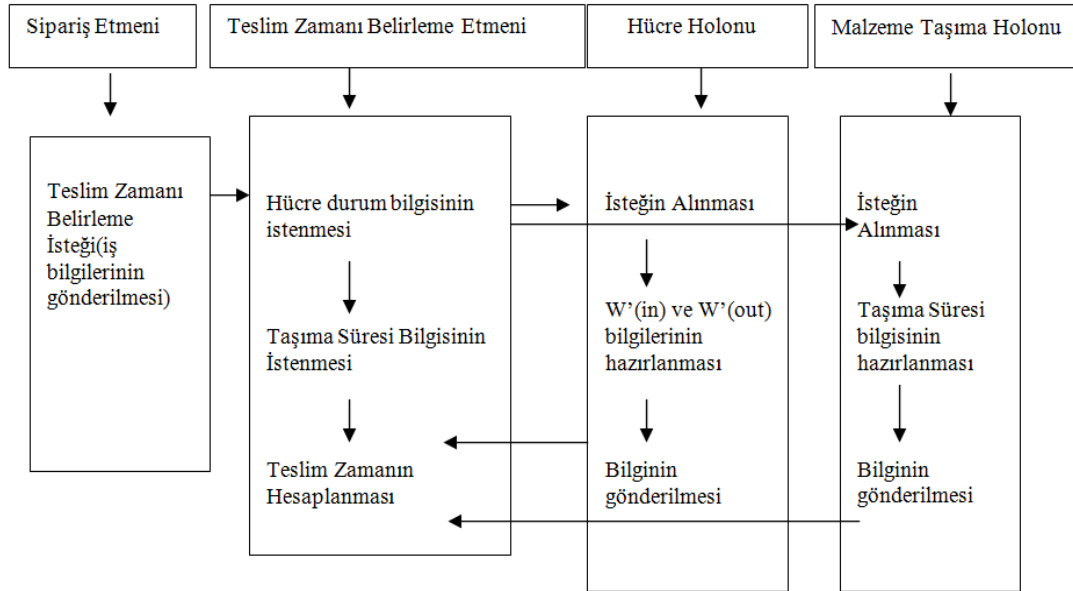 Sipariş Etmeni
Teslim Zamanı Belirleme Etmeni
Hücre Holonu
Malzeme Taşıma Holonu
Teslim Zamanı
Belirleme
İsteği(iş
bilgilerinin
gönderilmesi)
Hücre durum bilgisinin
istenmesi
Taşıma Süresi Bilgisinin
İstenmesi
Teslim Zamanın
Hesaplanması
İsteğin Alınması
W’(in) ve W’(out)
bilgilerinin
hazırlanması
Bilginin
gönderilmesi
İsteğin
Alınması
Taşıma Süresi
bilgisinin
hazırlanması
Bilginin
gönderilmesi